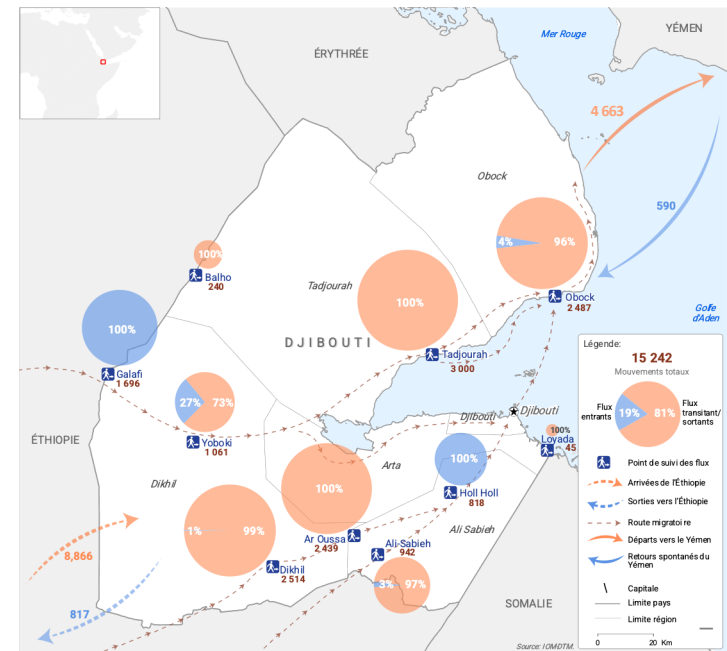 Mer Rouge
YÉMEN
ÉRYTHRÉE
4 663
590
Obock
4%
96%
Obock
2 487
100%
Balho
240
Tadjourah
100%
Tadjourah
3 000
100%
Galafi
1 696
DJIBOUTI
Golfe
d'Aden
27%
73%
Yoboki
1 061
ÉTHIOPIE
Djibouti
Djibouti
100%
Loyada
45
Arta
100%
Ar Oussa
2 439
100%
Holl Holl
818
Dikhil
1%
99%
Dikhil
2 514
Ali Sabieh
Ali-Sabieh
942
3%
97%
8,866
817
SOMALIE
Légende:
15 242
Mouvements totaux
Flux
entrants
19%
81%
Flux
transitant/
sortants
Point de suivi des flux
Arrivées de l'Éthiopie
Sorties vers l'Éthiopie
Route migratoire
Départs vers le Yémen
Retours spontanés du
Yémen
Capitale
Limite pays
Limite région
0 20 Km
Source: IOMDTM.